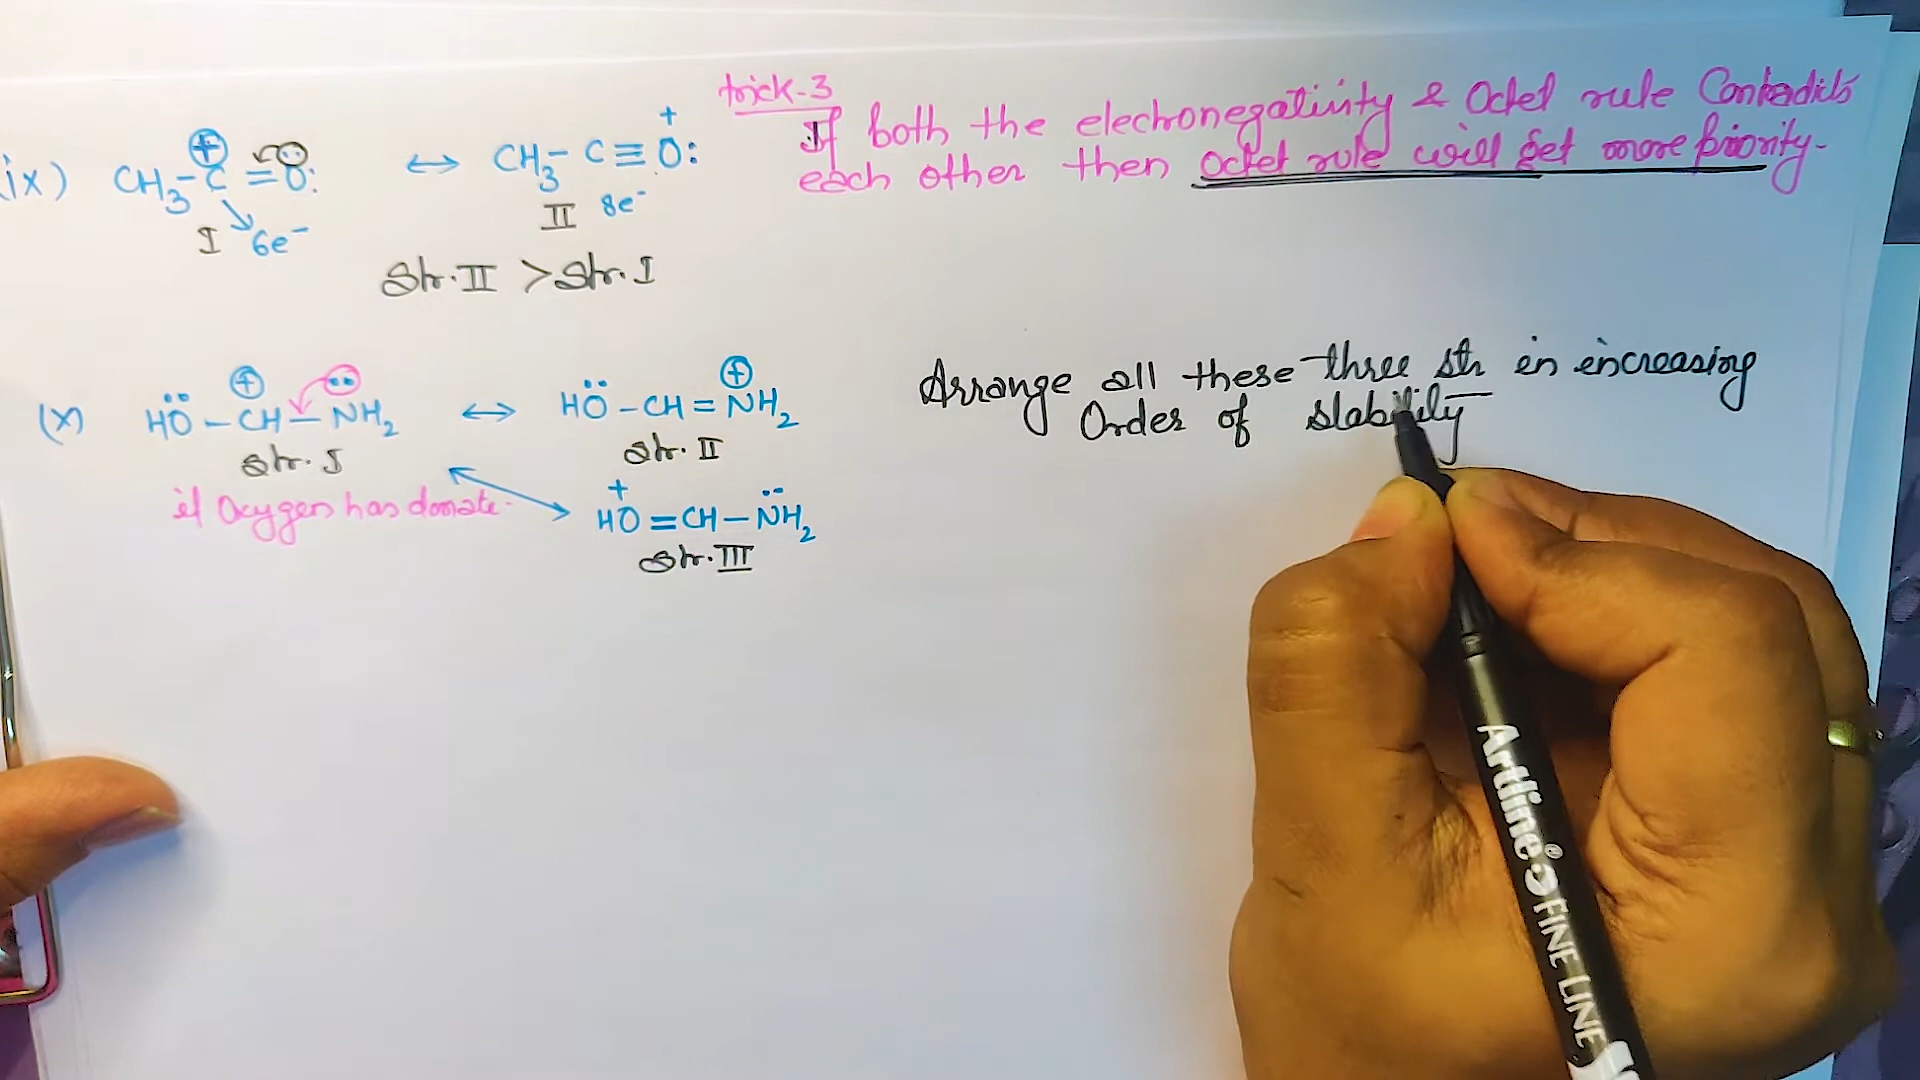 trick-3
If both the electronegativity & Octet rule Contradicts
each other then Octet rule will get more priority.
ix) CH3-C=O: ↔ CH3-C≡O:
+
I 6e- II 8e-
Str.II > Str.I
Arrange all these three str in increasing
Order of stability
(x) HO-CH-NH2 ↔ HO-CH=NH2
Str. I Str. II
if Oxygen has donate.
+
HO=CH-NH2
Str.III
Artline FINE LINE